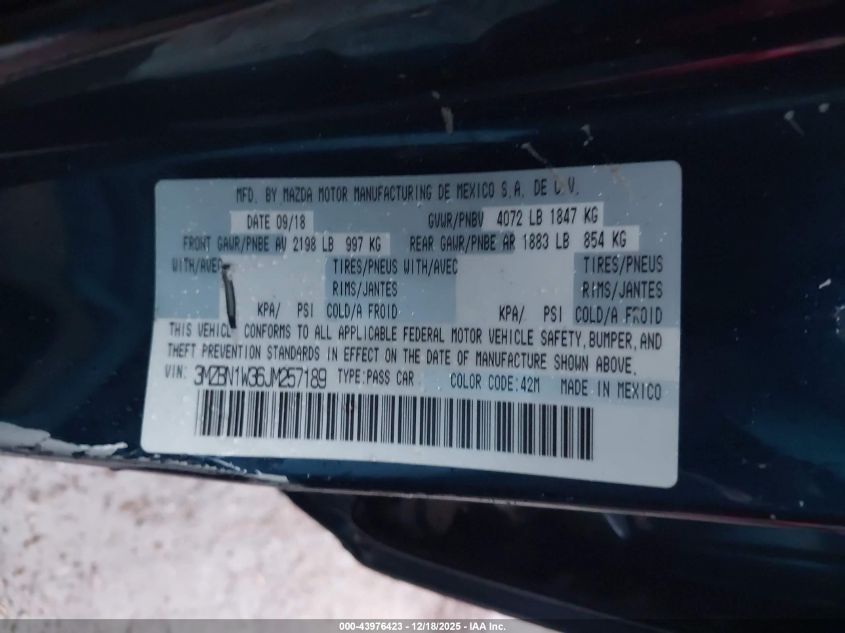 MFD. BY MAZDA MOTOR MANUFACTURING DE MEXICO S.A. DE C.V.
DATE 09/18 GVWR/PNBV 4072 LB 1847 KG
FRONT GAWR/PNBE AV 2198 LB 997 KG REAR GAWR/PNBE AR 1883 LB 854 KG
WITH/AVEC TIRES/PNEUS WITH/AVEC TIRES/PNEUS
RIMS/JANTES RIMS/JANTES
KPA/ PSI COLD/A FROID KPA/ PSI COLD/A FROID
THIS VEHICLE CONFORMS TO ALL APPLICABLE FEDERAL MOTOR VEHICLE SAFETY, BUMPER, AND
THEFT PREVENTION STANDARDS IN EFFECT ON THE DATE OF MANUFACTURE SHOWN ABOVE.
VIN: 3MZBN1W36JM257189 TYPE:PASS CAR COLOR CODE:42M MADE IN MEXICO
000-43976423 - 12/18/2025 - IAA Inc.